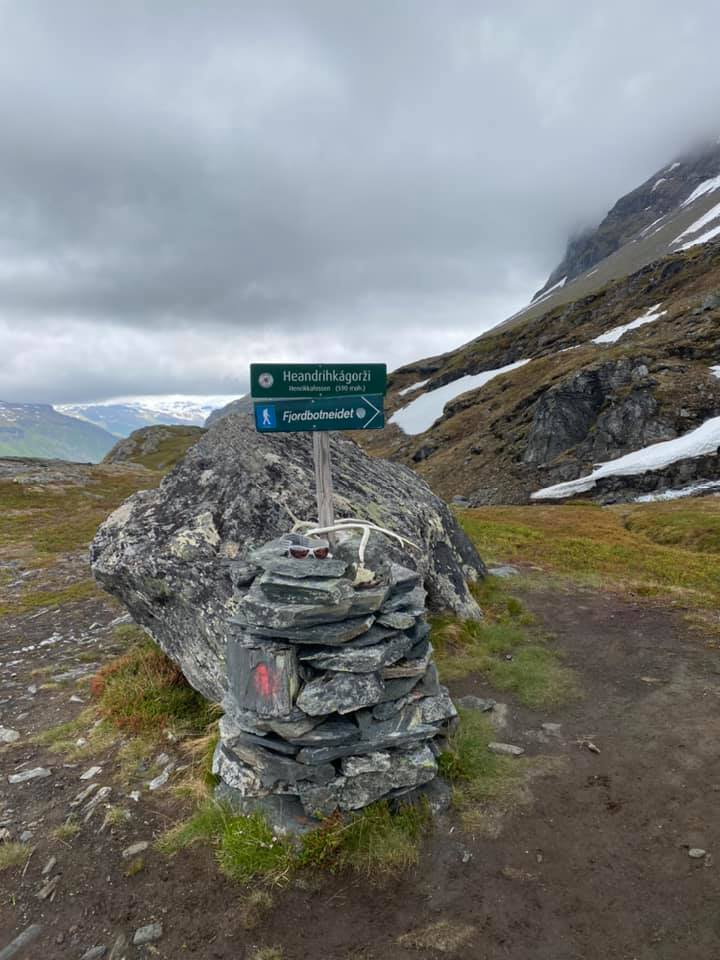 Heandrihkágorži
Henrikkafossen (590 moh.)
Fjordbotneidet